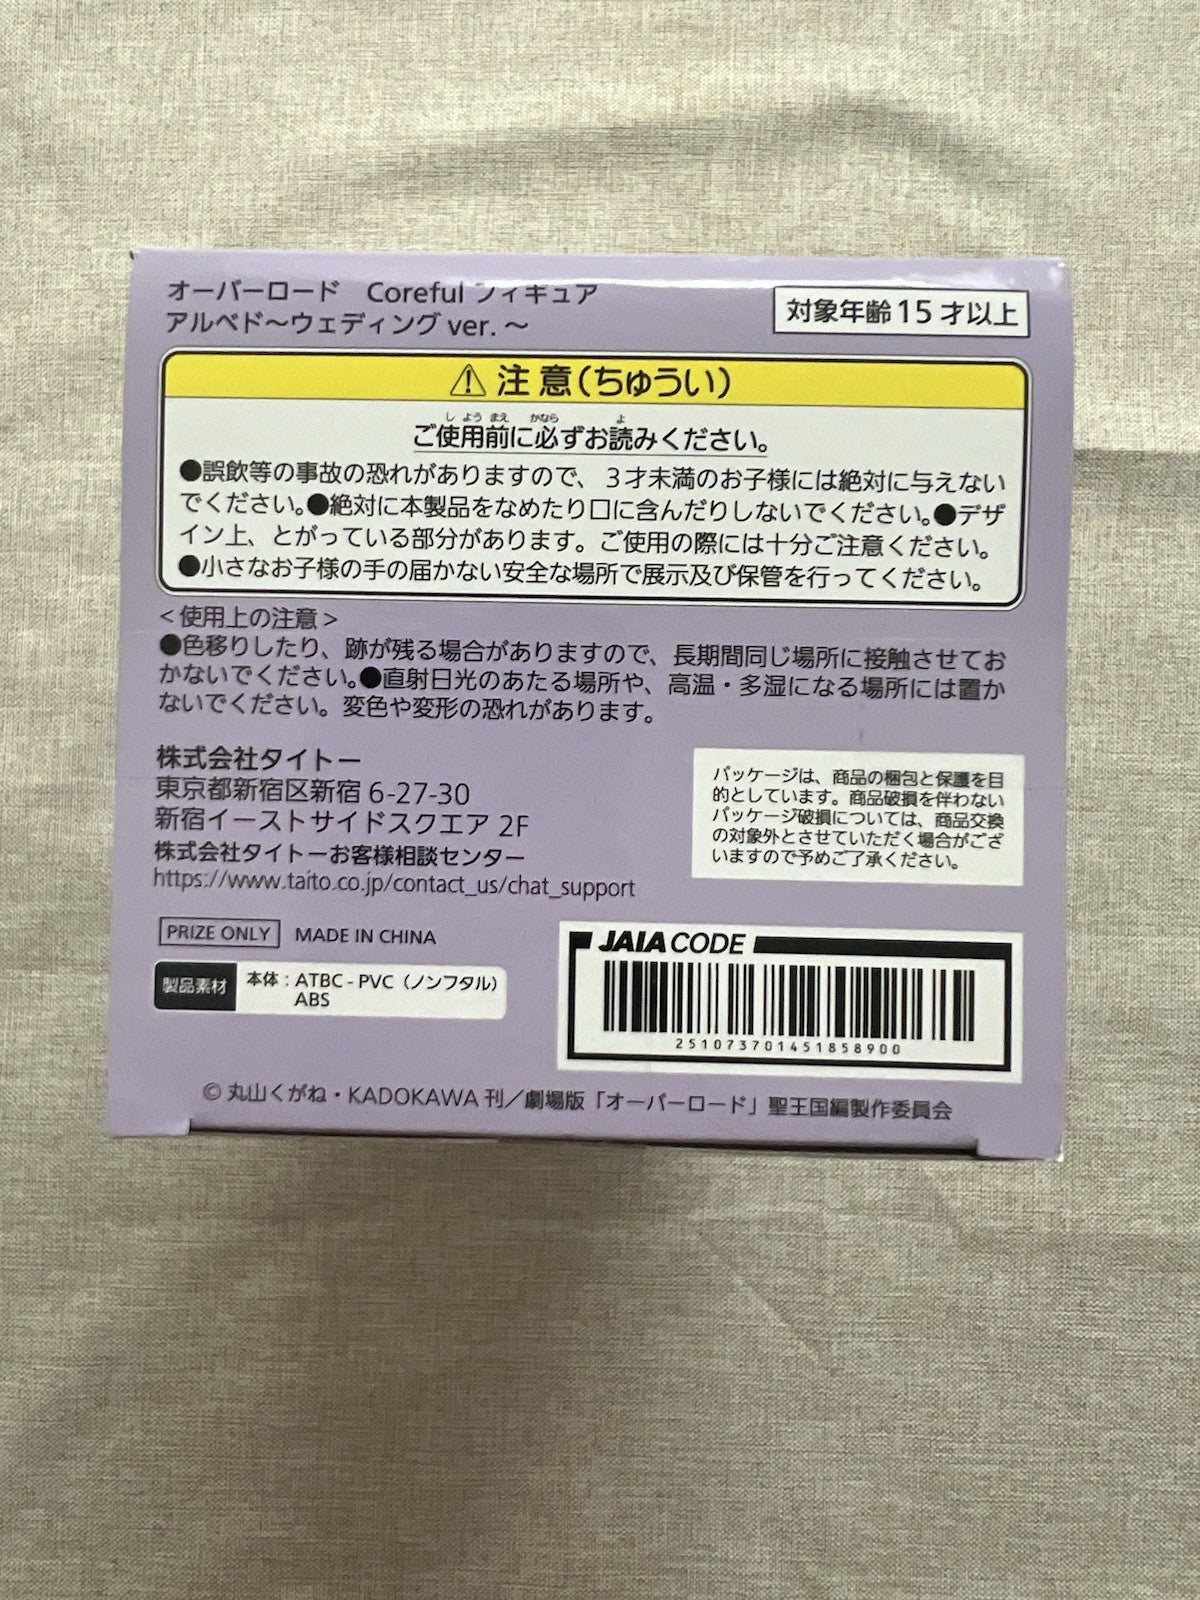 オーバーロード Coreful フィギュア
アルベド～ウェディング ver. ～
対象年齢 15 才以上
⚠ 注 意(ちゅうい)
し よう まえ かなら よ
ご使用前に必ずお読みください。
●誤飲等の事故の恐れがありますので、３才未満のお子様には絶対に与えない
でください。●絶対に本製品をなめたり口に含んだりしないでください。●デザ
イン上、とがっている部分があります。ご使用の際には十分ご注意ください。
●小さなお子様の手の届かない安全な場所で展示及び保管を行ってください。
＜使用上の注意＞
●色移りしたり、跡が残る場合がありますので、長期間同じ場所に接触させてお
かないでください。●直射日光のあたる場所や、高温・多湿になる場所には置か
ないでください。変色や変形の恐れがあります。
株式会社タイトー
東京都新宿区新宿 6-27-30
新宿イーストサイドスクエア 2F
株式会社タイトーお客様相談センター
https://www.taito.co.jp/contact_us/chat_support
パッケージは、商品の梱包と保護を目
的としています。商品破損を伴わない
パッケージ破損については、商品交換
の対象外とさせていただく場合がござ
いますので予めご了承ください。
PRIZE ONLY MADE IN CHINA
製品素材 本体：ATBC - PVC（ノンフタル）
ABS
JAIA CODE
251073701451858900
© 丸山くがね・KADOKAWA 刊／劇場版「オーバーロード」聖王国編製作委員会